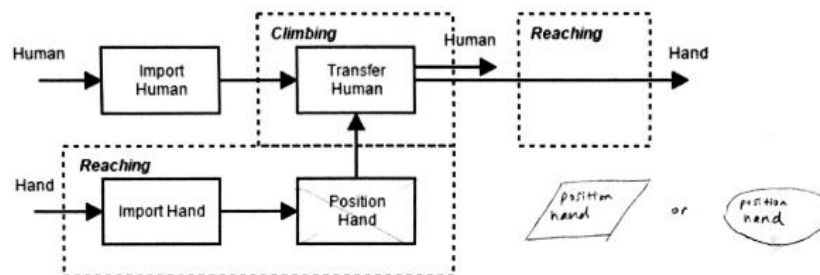 Climbing
Human
Reaching
Human
Hand
Import
Human
Transfer
Human
Reaching
Hand
Import Hand
Position
Hand
position
hand
or
position
hand